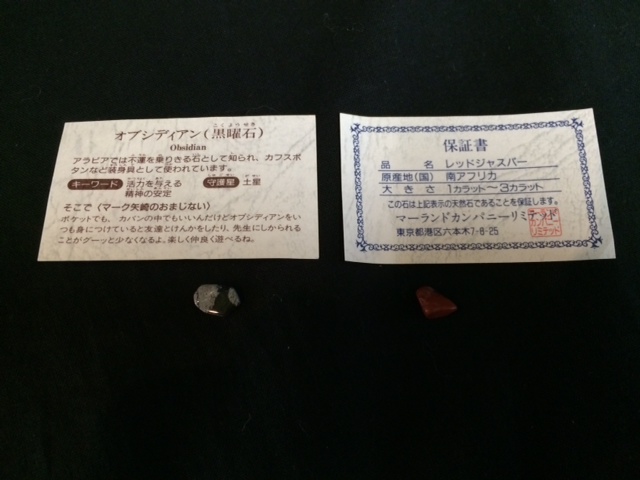 オブシディアン(黒曜石)
こくようせき
Obsidian
アラビアでは不運を乗りきる石として知られ、カフスボ
タンなど装身具として使われています。
キーワード 活力を与える
精神の安定
守護星 土星
そこで〈マーク矢崎のおまじない〉
ポケットでも、カバンの中でもいいんだけどオブシディアンをい
つも身につけていると友達とけんかをしたり、先生にしかられる
ことがグーッと少なくなるよ。楽しく仲良く遊べるね。
保証書
品名 レッドジャスパー
原産地(国) 南アフリカ
大きさ 1カラット〜3カラット
この石は上記表示の天然石であることを保証します。
マーランドカンパニーリミテッド
東京都港区六本木7-8-25